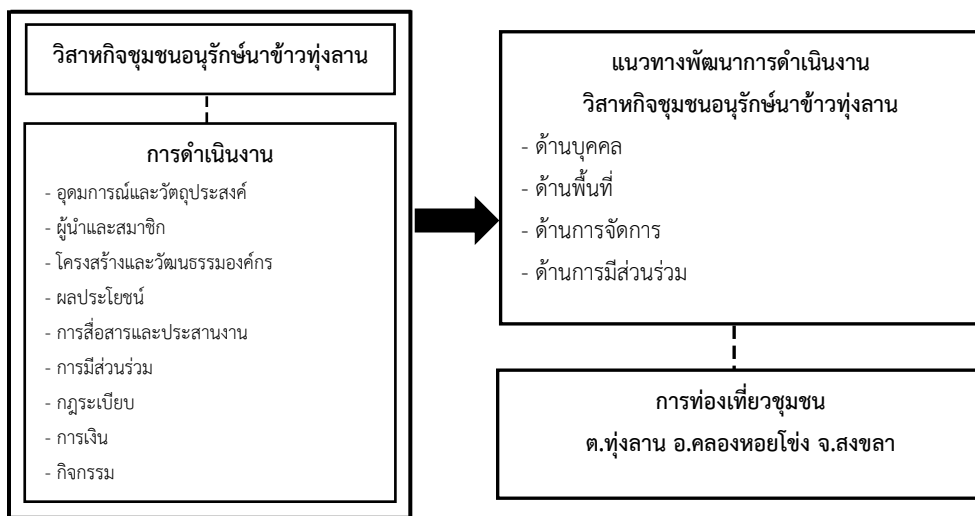 วิสาหกิจชุมชนอนุรักษ์นาข้าวทุ่งลาน
การดำเนินงาน
- อุดมการณ์และวัตถุประสงค์
- ผู้นำและสมาชิก
- โครงสร้างและวัฒนธรรมองค์กร
- ผลประโยชน์
- การสื่อสารและประสานงาน
- การมีส่วนร่วม
- กฎระเบียบ
- การเงิน
- กิจกรรม
แนวทางพัฒนาการดำเนินงาน
วิสาหกิจชุมชนอนุรักษ์นาข้าวทุ่งลาน
- ด้านบุคคล
- ด้านพื้นที่
- ด้านการจัดการ
- ด้านการมีส่วนร่วม
การท่องเที่ยวชุมชน
ต.ทุ่งลาน อ.คลองหอยโข่ง จ.สงขลา